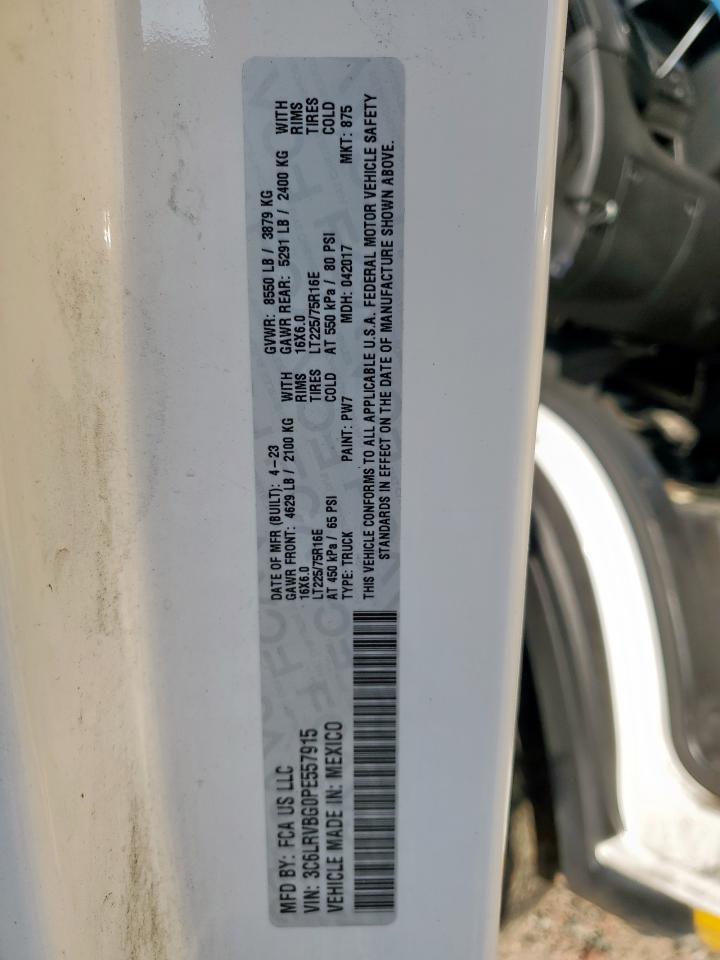 MFD BY: FCA US LLC
VIN: 3C6LRVBG0PE557915
VEHICLE MADE IN: MEXICO
DATE OF MFR (BUILT): 4-23 GVWR: 8550 LB / 3879 KG
GAWR FRONT: 4629 LB / 2100 KG WITH GAWR REAR: 5291 LB / 2400 KG WITH
16X6.0 RIMS 16X6.0 RIMS
LT225/75R16E TIRES LT225/75R16E TIRES
AT 450 kPa / 65 PSI COLD AT 550 kPa / 80 PSI COLD
TYPE: TRUCK PAINT: PW7 MDH: 042017 MKT: 875
THIS VEHICLE CONFORMS TO ALL APPLICABLE U.S.A. FEDERAL MOTOR VEHICLE SAFETY
STANDARDS IN EFFECT ON THE DATE OF MANUFACTURE SHOWN ABOVE.